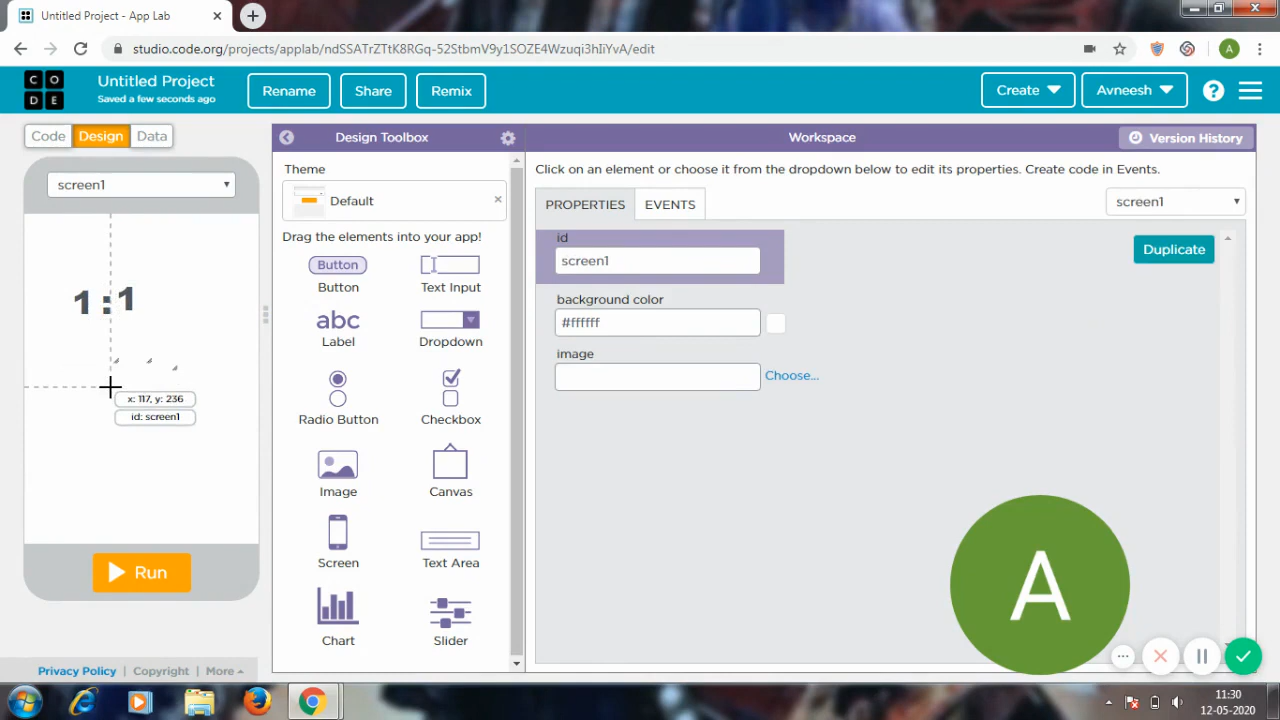 Untitled Project - App Lab
studio.code.org/projects/applab/ndSSATrZTtK8RGq-52StbmV9y1SOZE4Wzuqi3hIiYvA/edit
A
C O
D E
Untitled Project
Saved a few seconds ago
Rename
Share
Remix
Create
Avneesh
?
Code
Design
Data
Design Toolbox
Workspace
Version History
screen1
Theme
Default
Click on an element or choose it from the dropdown below to edit its properties. Create code in Events.
PROPERTIES
EVENTS
screen1
Drag the elements into your app!
id
screen1
Duplicate
Button
Button
Text Input
background color
#ffffff
abc
Label
Dropdown
image
Choose...
1:1
x: 117, y: 236
id: screen1
Radio Button
Checkbox
Image
Canvas
Screen
Text Area
Chart
Slider
Run
A
Privacy Policy
Copyright
More
11:30
12-05-2020